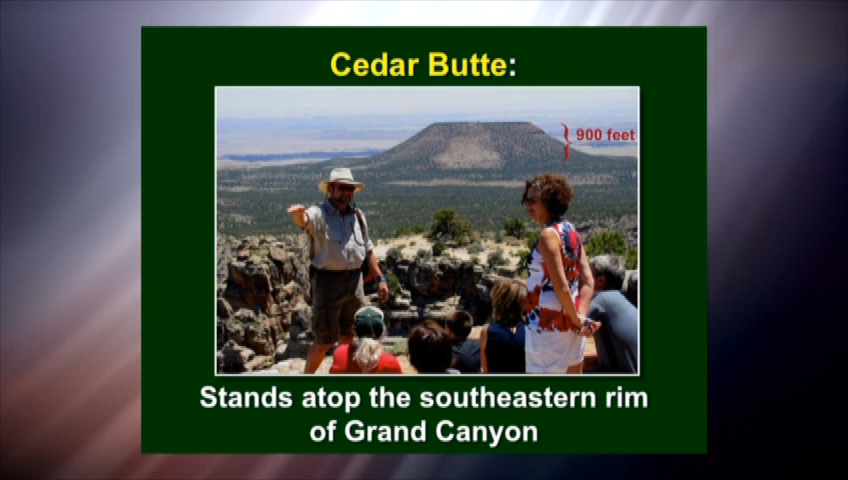 Cedar Butte:
900 feet
Stands atop the southeastern rim
of Grand Canyon